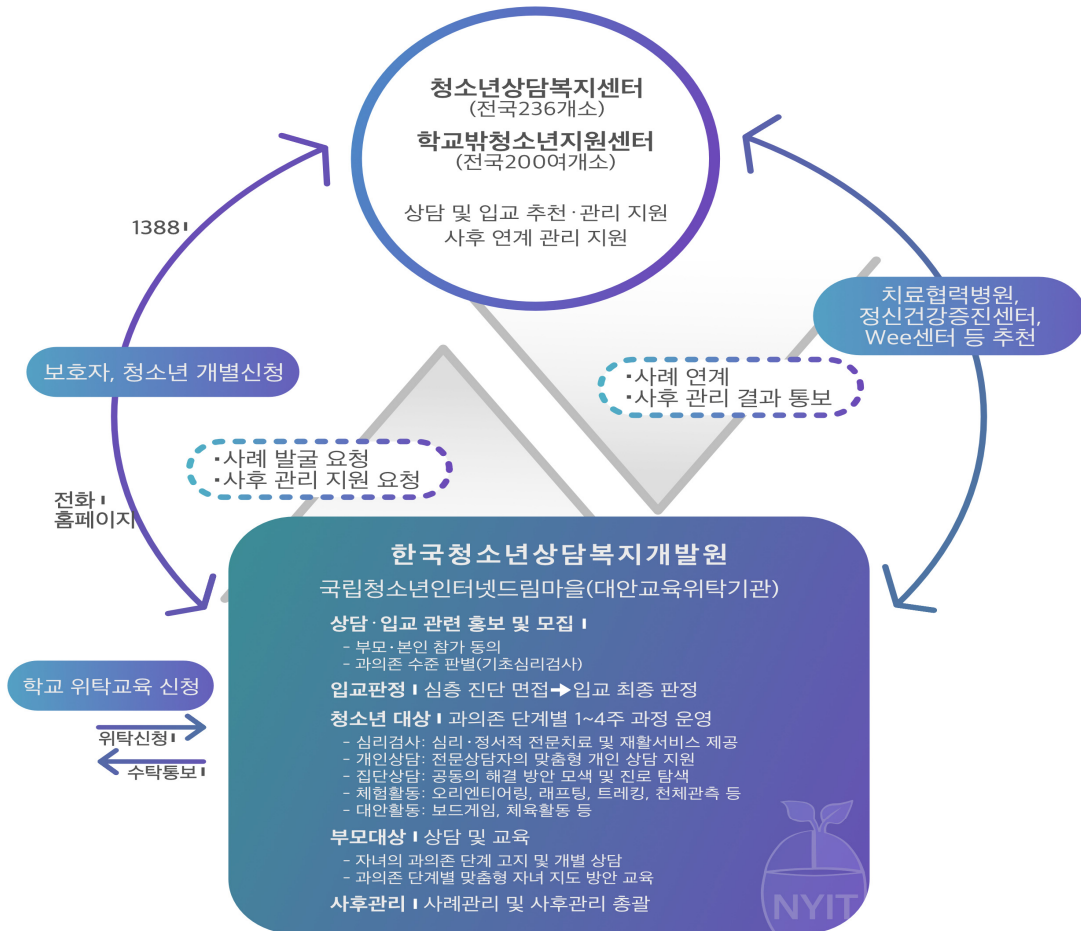 청소년상담복지센터
(전국236개소)
학교밖청소년지원센터
(전국200여개소)
상담 및 입교 추천·관리 지원
사후 연계 관리 지원
1388
치료협력병원,
정신건강증진센터,
Wee센터 등 추천
보호자, 청소년 개별신청
·사례 연계
·사후 관리 결과 통보
·사례 발굴 요청
·사후 관리 지원 요청
전화
홈페이지
한국청소년상담복지개발원
국립청소년인터넷드림마을(대안교육위탁기관)
상담·입교 관련 홍보 및 모집
- 부모·본인 참가 동의
- 과의존 수준 판별(기초심리검사)
입교판정 심층 진단 면접➔입교 최종 판정
청소년 대상 과의존 단계별 1~4주 과정 운영
- 심리검사: 심리·정서적 전문치료 및 재활서비스 제공
- 개인상담: 전문상담자의 맞춤형 개인 상담 지원
- 집단상담: 공동의 해결 방안 모색 및 진로 탐색
- 체험활동: 오리엔티어링, 래프팅, 트레킹, 천체관측 등
- 대안활동: 보드게임, 체육활동 등
부모대상 상담 및 교육
- 자녀의 과의존 단계 고지 및 개별 상담
- 과의존 단계별 맞춤형 자녀 지도 방안 교육
사후관리 사례관리 및 사후관리 총괄
학교 위탁교육 신청
위탁신청
수탁통보
NYIT